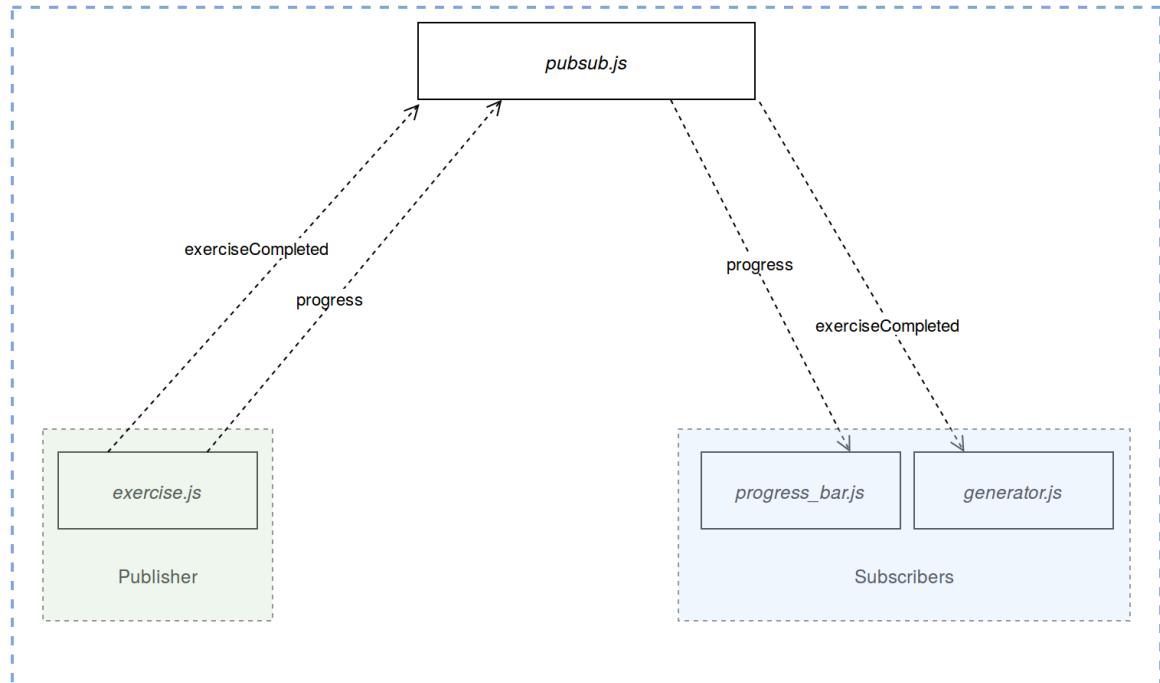 pubsub.js
exerciseCompleted
progress
progress
exerciseCompleted
exercise.js
progress_bar.js
generator.js
Publisher
Subscribers